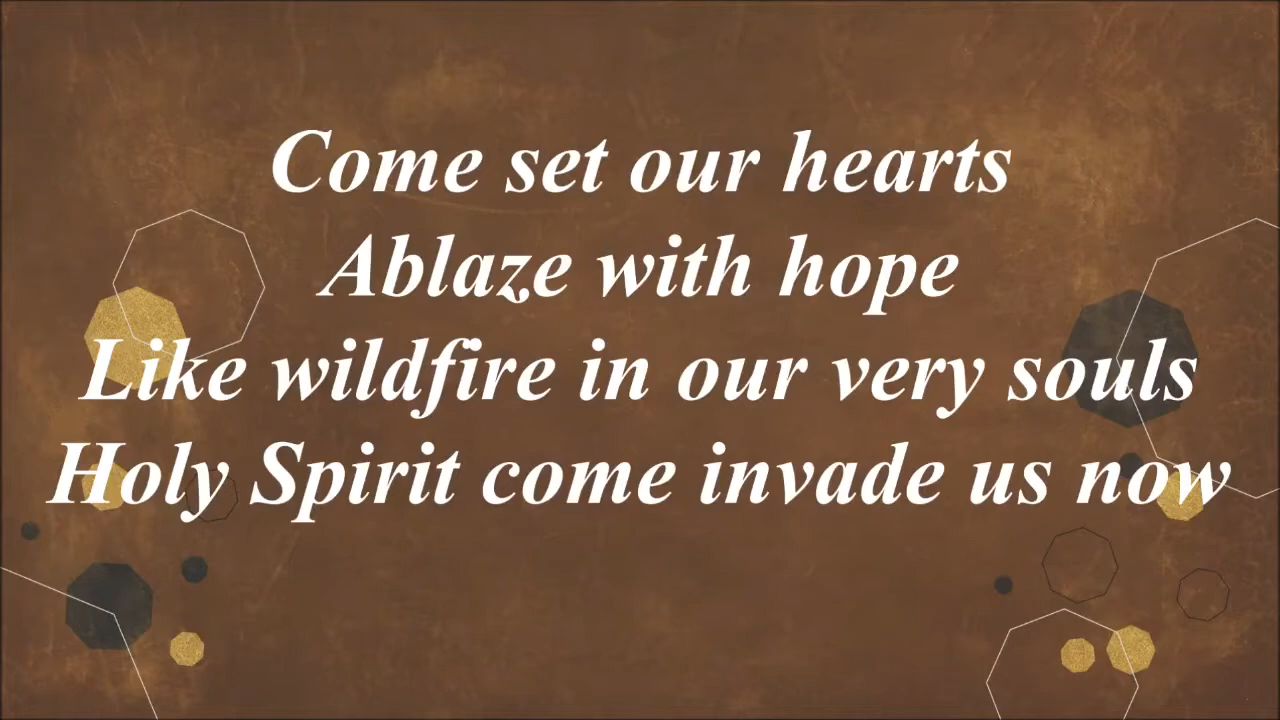 Come set our hearts
Ablaze with hope
Like wildfire in our very souls
Holy Spirit come invade us now